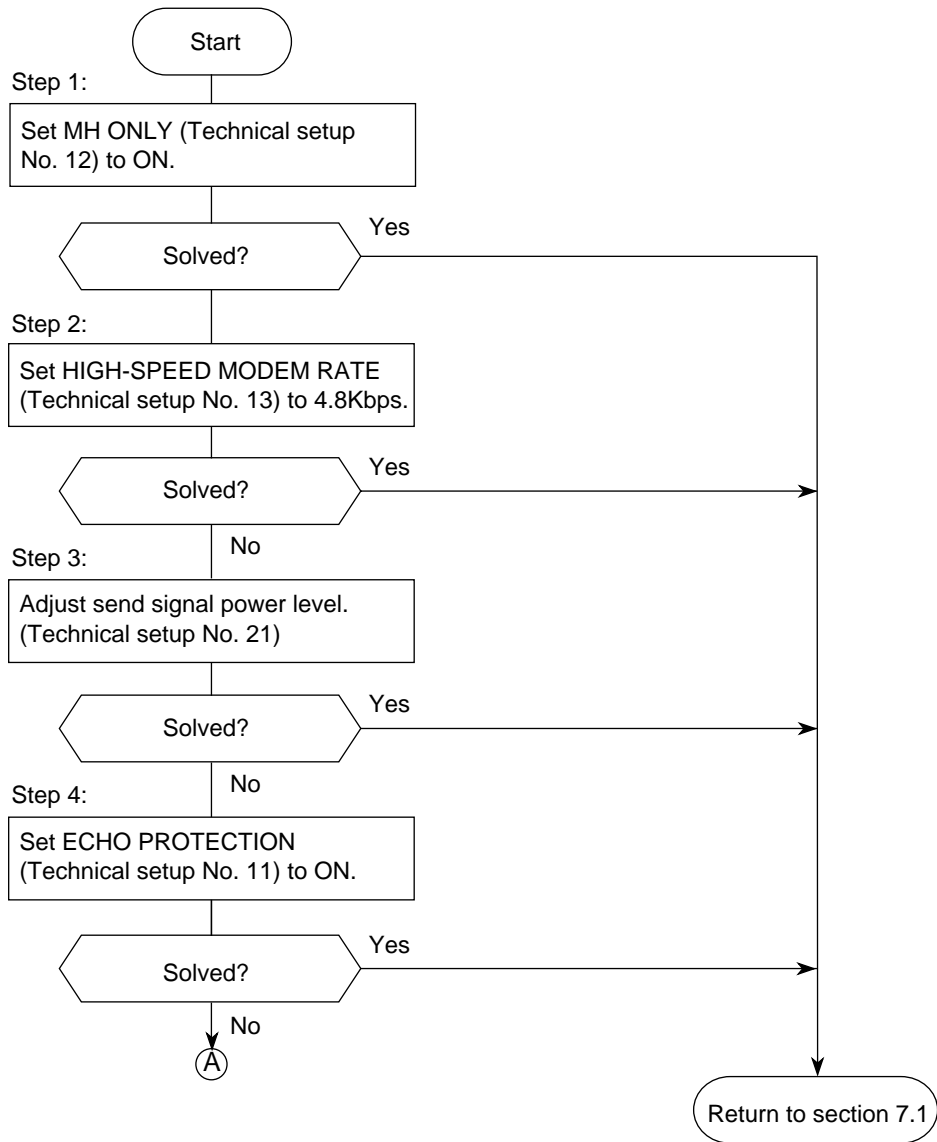 Start
Step 1:
Set MH ONLY (Technical setup
No. 12) to ON.
Yes
Solved?
Step 2:
Set HIGH-SPEED MODEM RATE
(Technical setup No. 13) to 4.8Kbps.
Yes
Solved?
No
Step 3:
Adjust send signal power level.
(Technical setup No. 21)
Yes
Solved?
No
Step 4:
Set ECHO PROTECTION
(Technical setup No. 11) to ON.
Yes
Solved?
No
A
Return to section 7.1